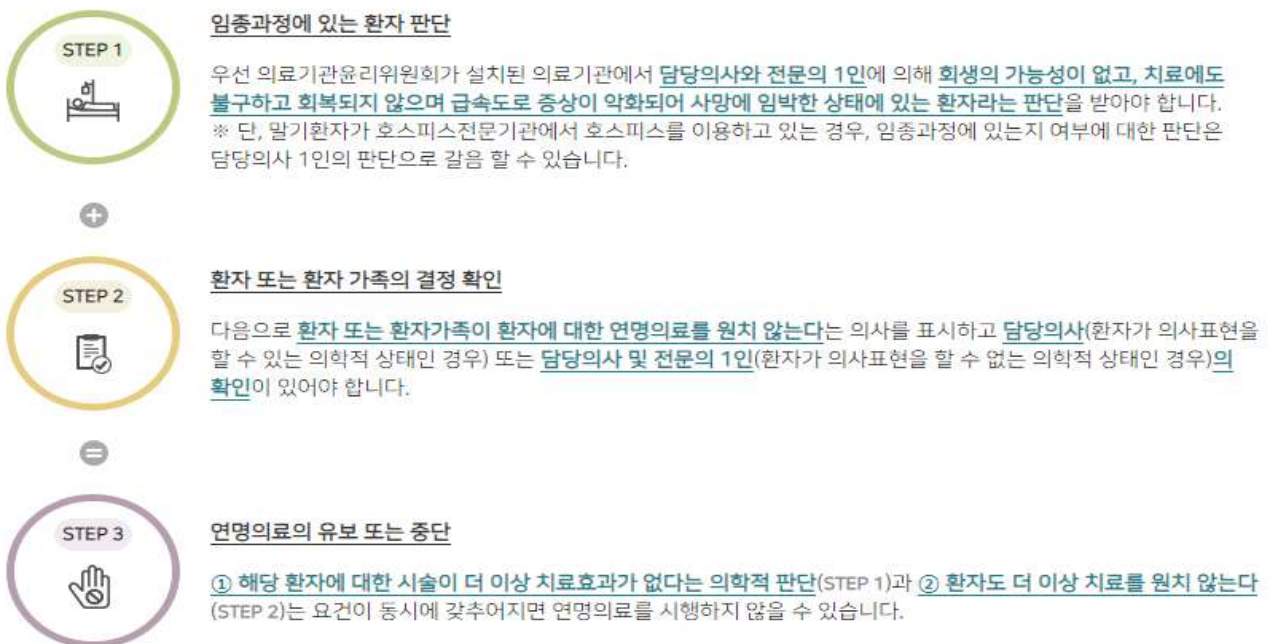 STEP 1
임종과정에 있는 환자 판단
우선 의료기관윤리위원회가 설치된 의료기관에서 담당의사와 전문의 1인에 의해 회생의 가능성이 없고, 치료에도
불구하고 회복되지 않으며 급속도로 증상이 악화되어 사망에 임박한 상태에 있는 환자라는 판단을 받아야 합니다.
※ 단, 말기환자가 호스피스전문기관에서 호스피스를 이용하고 있는 경우, 임종과정에 있는지 여부에 대한 판단은
담당의사 1인의 판단으로 갈음 할 수 있습니다.
STEP 2
환자 또는 환자 가족의 결정 확인
다음으로 환자 또는 환자가족이 환자에 대한 연명의료를 원치 않는다는 의사를 표시하고 담당의사(환자가 의사표현을
할 수 있는 의학적 상태인 경우) 또는 담당의사 및 전문의 1인(환자가 의사표현을 할 수 없는 의학적 상태인 경우)의
확인이 있어야 합니다.
STEP 3
연명의료의 유보 또는 중단
① 해당 환자에 대한 시술이 더 이상 치료효과가 없다는 의학적 판단(STEP 1)과 ② 환자도 더 이상 치료를 원치 않는다
(STEP 2)는 요건이 동시에 갖추어지면 연명의료를 시행하지 않을 수 있습니다.